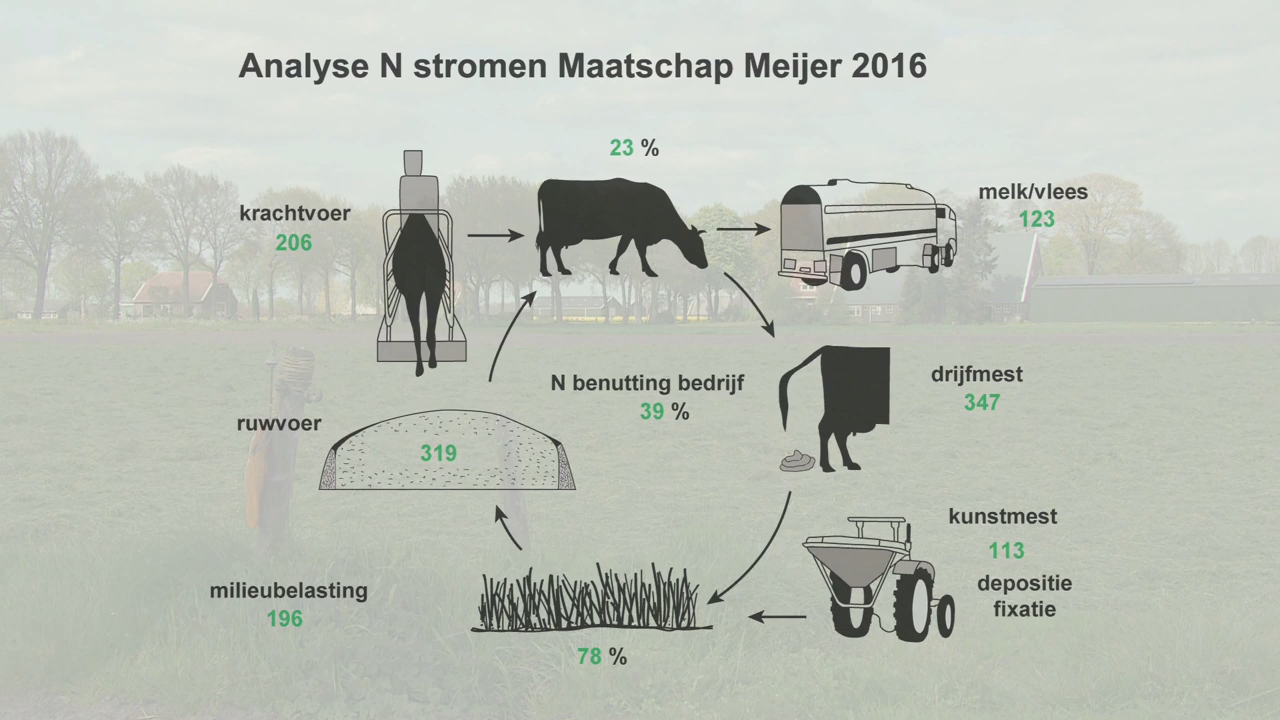 Analyse N stromen Maatschap Meijer 2016
23 %
krachtvoer
206
melk/vlees
123
N benutting bedrijf
39 %
drijfmest
347
ruwvoer
319
kunstmest
113
depositie
fixatie
milieubelasting
196
78 %